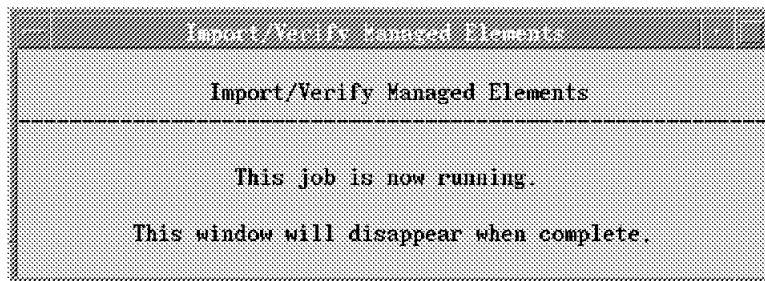 Import/Verify Managed Elements
Import/Verify Managed Elements
This job is now running.
This window will disappear when complete.